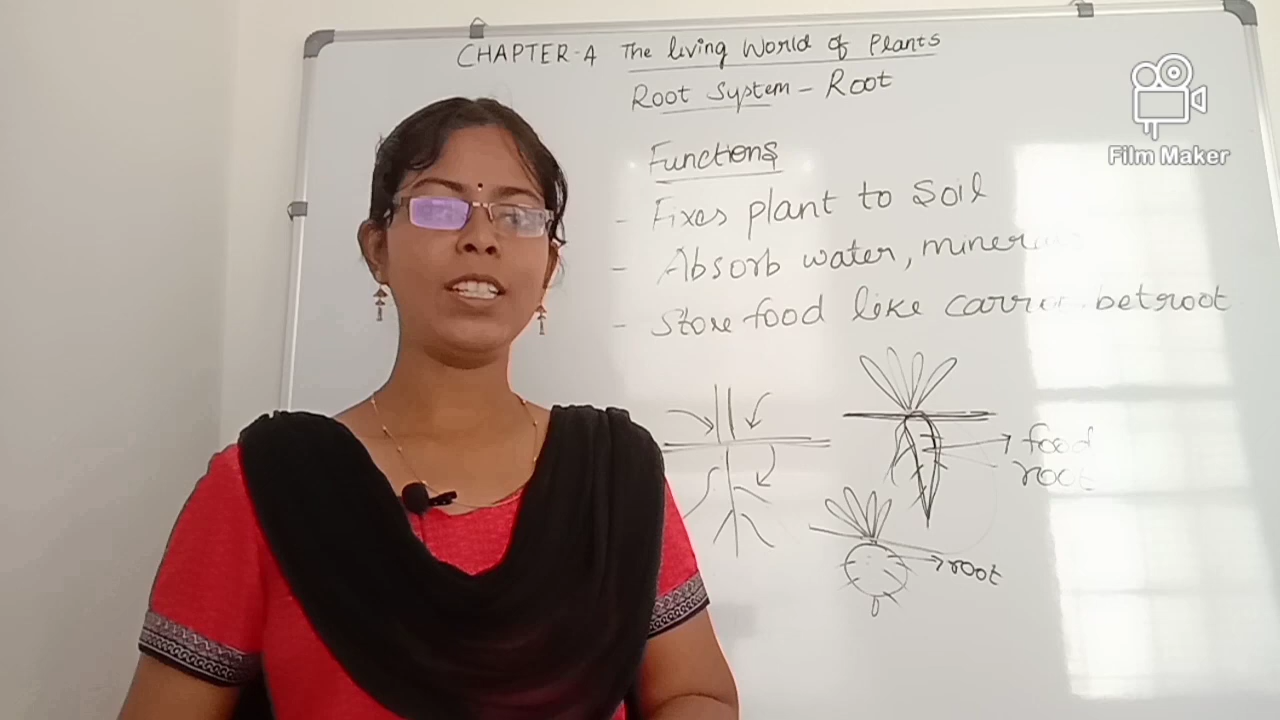 CHAPTER-A The living World of Plants
Root System - Root
Functions
- Fixes plant to Soil
- Absorb water,
- Store food like betroot
food
root
root
Film Maker